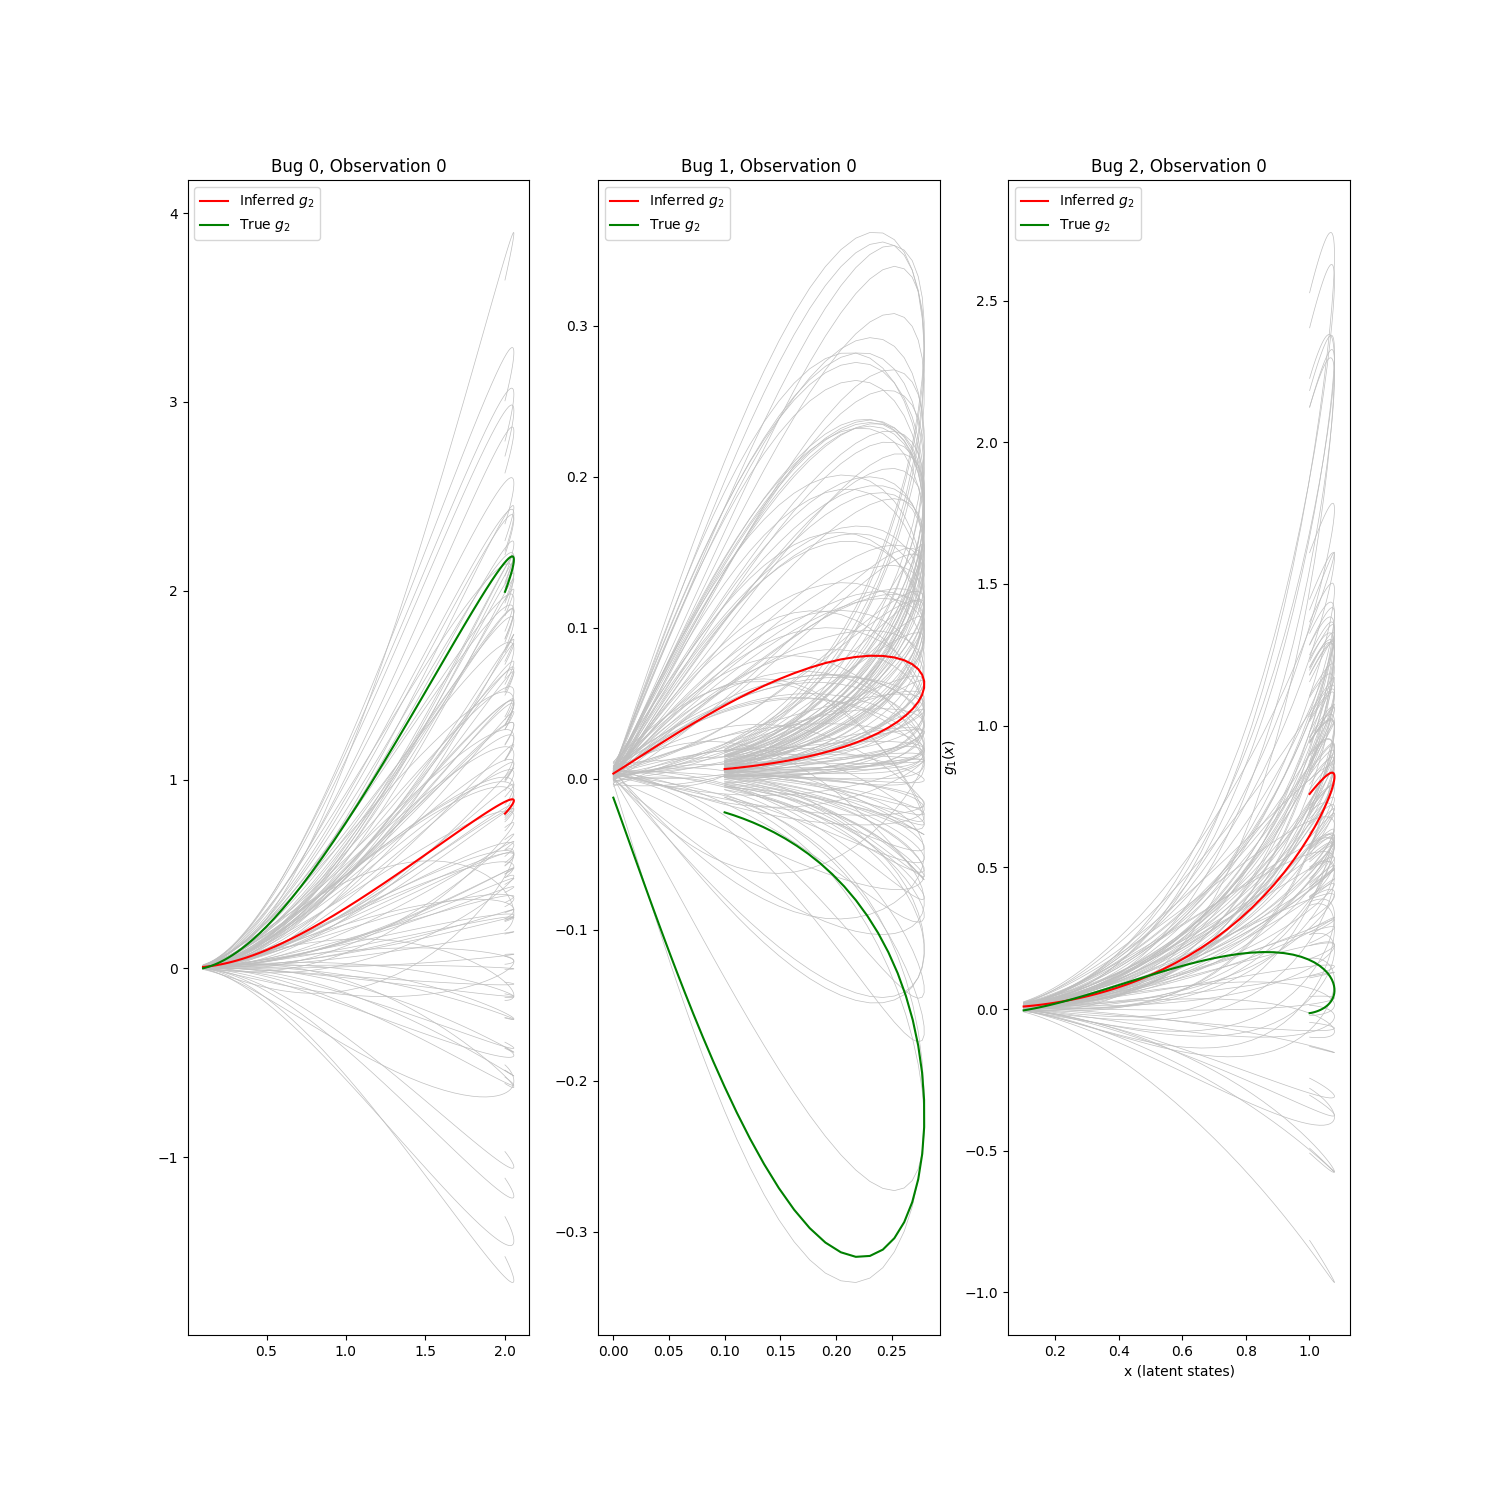 Bug 0, Observation 0
Inferred g₂
True g₂
4
3
2
1
0
−1
0.5 1.0 1.5 2.0
Bug 1, Observation 0
Inferred g₂
True g₂
0.3
0.2
0.1
0.0
−0.1
−0.2
−0.3
0.00 0.05 0.10 0.15 0.20 0.25
Bug 2, Observation 0
Inferred g₂
True g₂
g₁(x)
2.5
2.0
1.5
1.0
0.5
0.0
−0.5
−1.0
0.2 0.4 0.6 0.8 1.0
x (latent states)